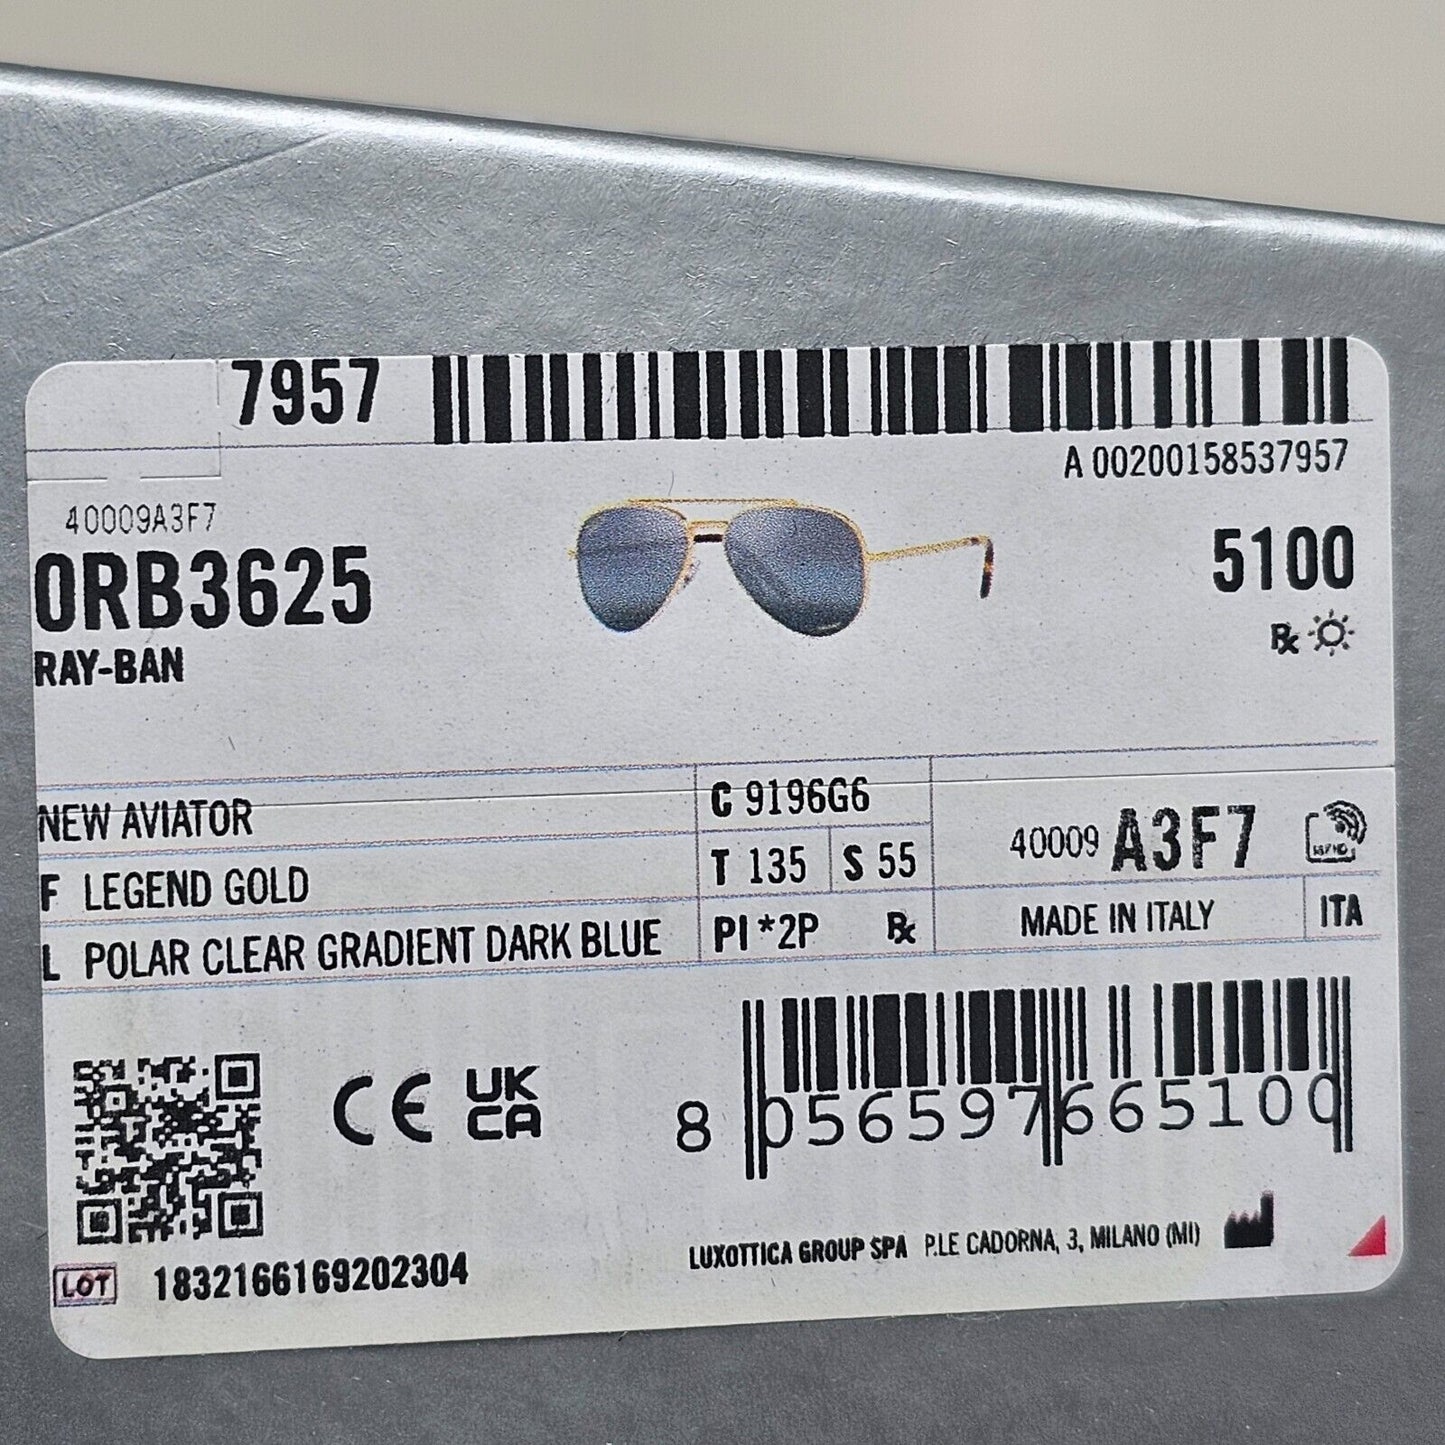 7957
A 00200158537957
40009A3F7
0RB3625
5100
RAY-BAN
℞
NEW AVIATOR
C 9196G6
F LEGEND GOLD
T 135 S 55
40009 A3F7
L POLAR CLEAR GRADIENT DARK BLUE
PI *2P ℞
MADE IN ITALY ITA
CE UK
CA
8 056597 665100
LUXOTTICA GROUP SPA P.LE CADORNA, 3, MILANO (MI)
LOT 1832166169202304